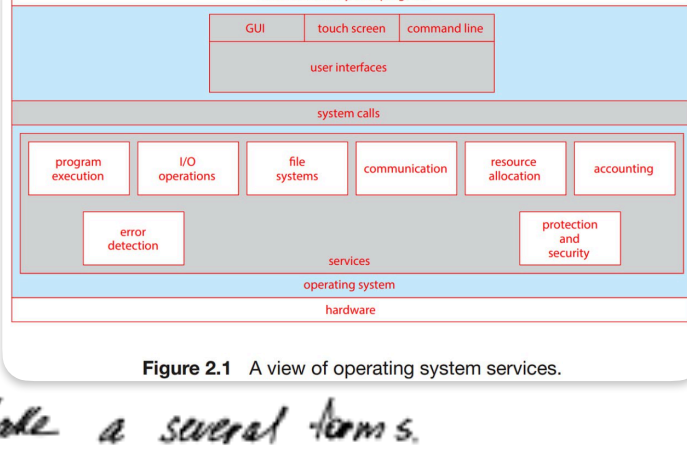 GUI touch screen command line
user interfaces
system calls
program execution
I/O operations
file systems
communication
resource allocation
accounting
error detection
protection and security
services
operating system
hardware
Figure 2.1 A view of operating system services.
a several terms.